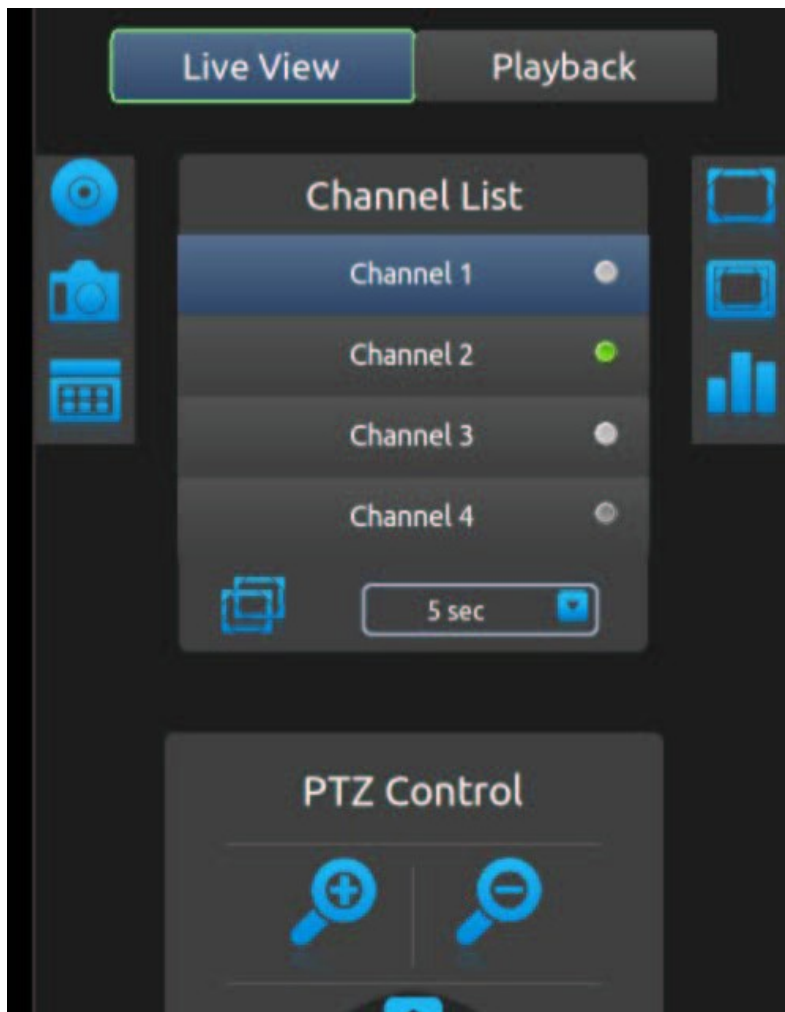 Live View Playback
Channel List
Channel 1
Channel 2
Channel 3
Channel 4
5 sec
PTZ Control